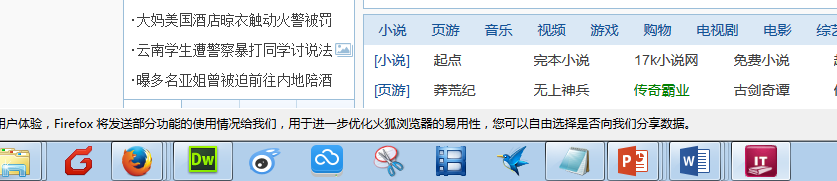 ·大妈美国酒店晾衣触动火警被罚
·云南学生遭警察暴打同学讨说法
·曝多名亚姐曾被迫前往内地陪酒
小说 页游 音乐 视频 游戏 购物 电视剧 电影
[小说] 起点 完本小说 17k小说网 免费小说
[页游] 莽荒纪 无上神兵 传奇霸业 古剑奇谭
用户体验，Firefox 将发送部分功能的使用情况给我们，用于进一步优化火狐浏览器的易用性，您可以自由选择是否向我们分享数据。
G Dw P W IT